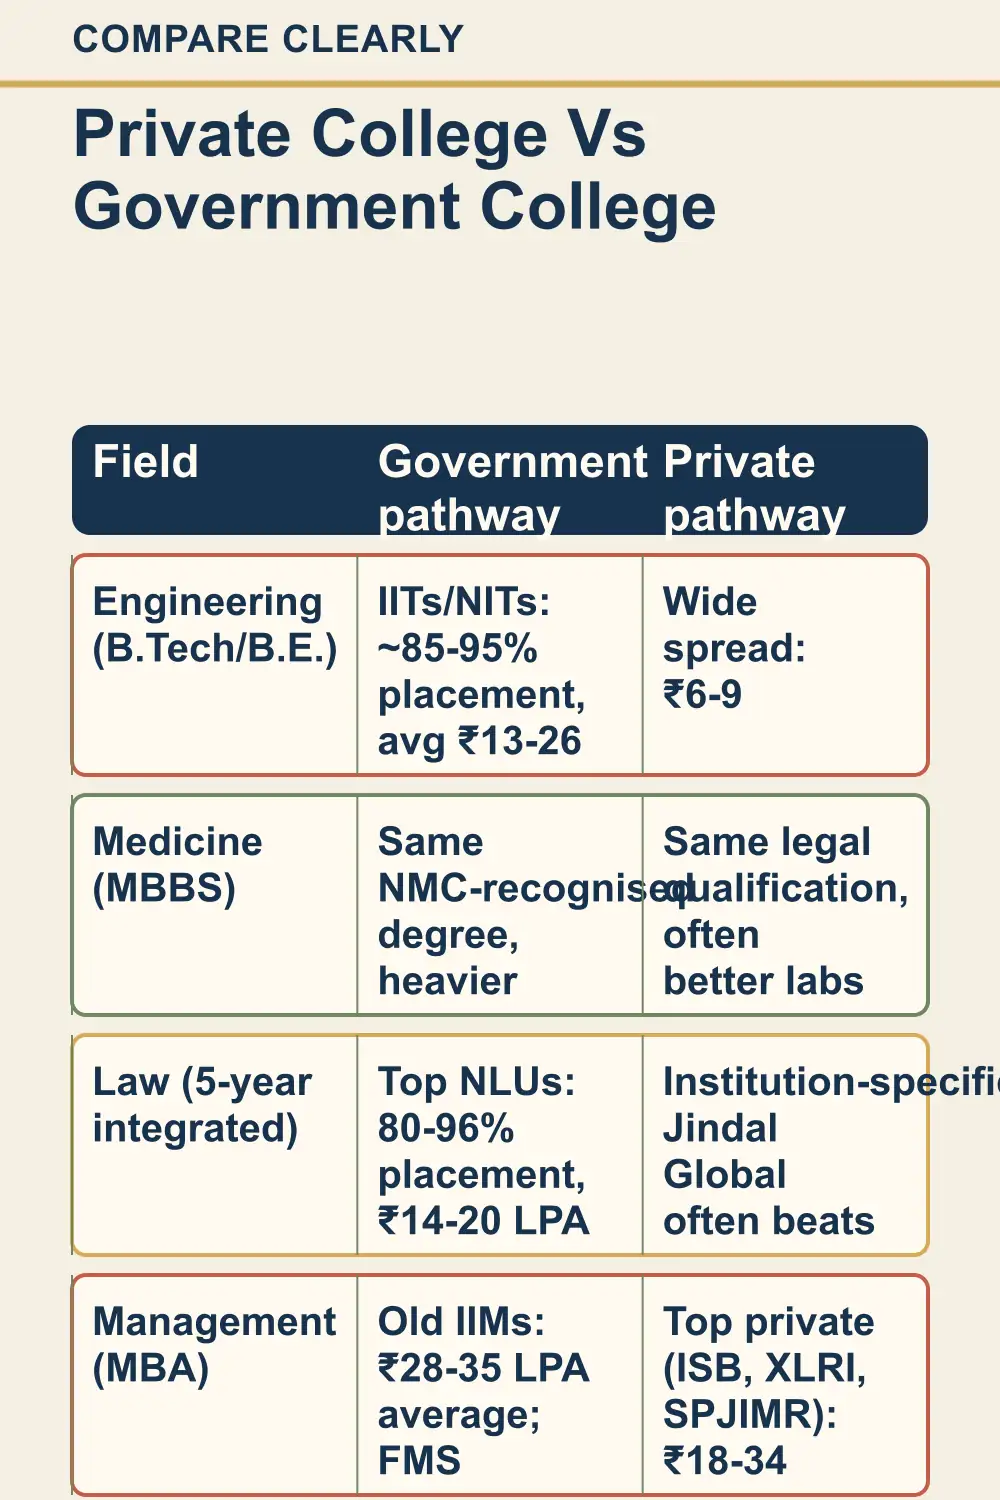 COMPARE CLEARLY
Private College Vs
Government College
Field
Government
pathway
Private
pathway
Engineering
(B.Tech/B.E.)
IITs/NITs:
~85-95%
placement,
avg ₹13-26
Wide
spread:
₹6-9
Medicine
(MBBS)
Same
NMC-recognised
degree,
heavier
Same legal
qualification,
often
better labs
Law (5-year
integrated)
Top NLUs:
80-96%
placement,
₹14-20 LPA
Institution-specific
Jindal
Global
often beats
Management
(MBA)
Old IIMs:
₹28-35 LPA
average;
FMS
Top private
(ISB, XLRI,
SPJIMR):
₹18-34